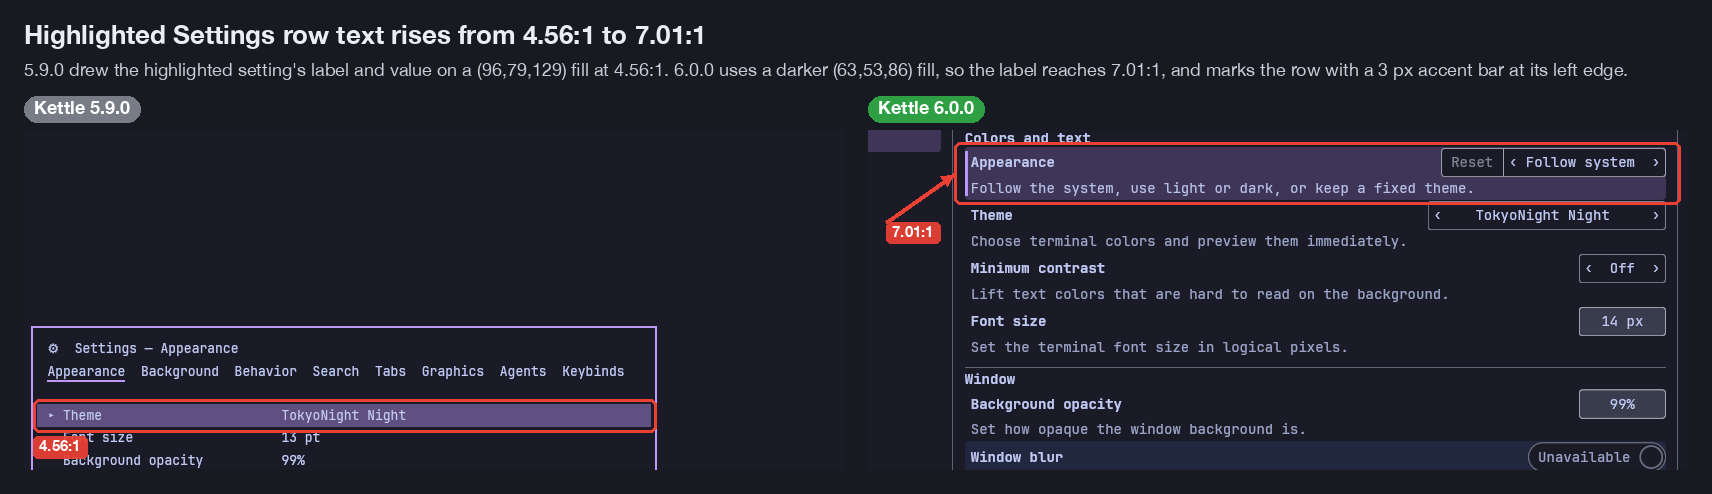 Highlighted Settings row text rises from 4.56:1 to 7.01:1
5.9.0 drew the highlighted setting's label and value on a (96,79,129) fill at 4.56:1. 6.0.0 uses a darker (63,53,86) fill, so the label reaches 7.01:1, and marks the row with a 3 px accent bar at its left edge.
Kettle 5.9.0
⚙ Settings — Appearance
Appearance Background Behavior Search Tabs Graphics Agents Keybinds
▸ Theme TokyoNight Night
4.56:1
Font size 13 pt
Background opacity 99%
Kettle 6.0.0
Colors and text
Appearance Reset ‹ Follow system ›
Follow the system, use light or dark, or keep a fixed theme.
7.01:1
Theme ‹ TokyoNight Night ›
Choose terminal colors and preview them immediately.
Minimum contrast ‹ Off ›
Lift text colors that are hard to read on the background.
Font size 14 px
Set the terminal font size in logical pixels.
Window
Background opacity 99%
Set how opaque the window background is.
Window blur Unavailable